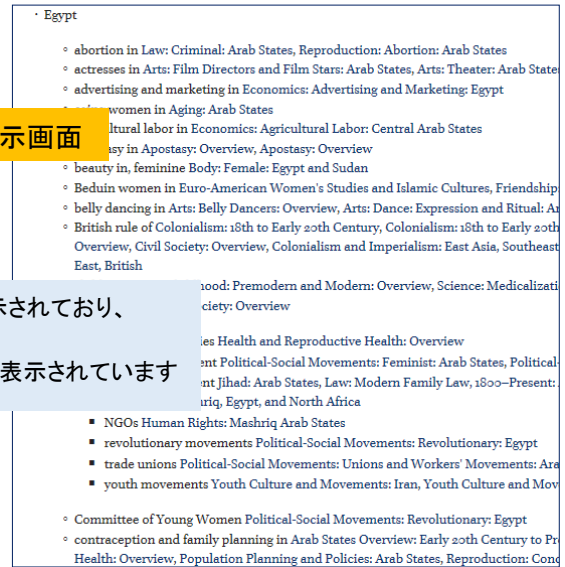 · Egypt
◦ abortion in Law: Criminal: Arab States, Reproduction: Abortion: Arab States
◦ actresses in Arts: Film Directors and Film Stars: Arab States, Arts: Theater: Arab State
◦ advertising and marketing in Economics: Advertising and Marketing: Egypt
women in Aging: Arab States
示画面
tural labor in Economics: Agricultural Labor: Central Arab States
sy in Apostasy: Overview, Apostasy: Overview
◦ beauty in, feminine Body: Female: Egypt and Sudan
◦ Beduin women in Euro-American Women's Studies and Islamic Cultures, Friendship
◦ belly dancing in Arts: Belly Dancers: Overview, Arts: Dance: Expression and Ritual: Ar
◦ British rule of Colonialism: 18th to Early 20th Century, Colonialism: 18th to Early 20th
Overview, Civil Society: Overview, Colonialism and Imperialism: East Asia, Southeast
East, British
hood: Premodern and Modern: Overview, Science: Medicalizati
示されており、
ciety: Overview
ies Health and Reproductive Health: Overview
ent Political-Social Movements: Feminist: Arab States, Political-
表示されています
nt Jihad: Arab States, Law: Modern Family Law, 1800–Present:
riq, Egypt, and North Africa
▪ NGOs Human Rights: Mashriq Arab States
▪ revolutionary movements Political-Social Movements: Revolutionary: Egypt
▪ trade unions Political-Social Movements: Unions and Workers' Movements: Ara
▪ youth movements Youth Culture and Movements: Iran, Youth Culture and Mov
◦ Committee of Young Women Political-Social Movements: Revolutionary: Egypt
◦ contraception and family planning in Arab States Overview: Early 20th Century to Pr
Health: Overview, Population Planning and Policies: Arab States, Reproduction: Conc